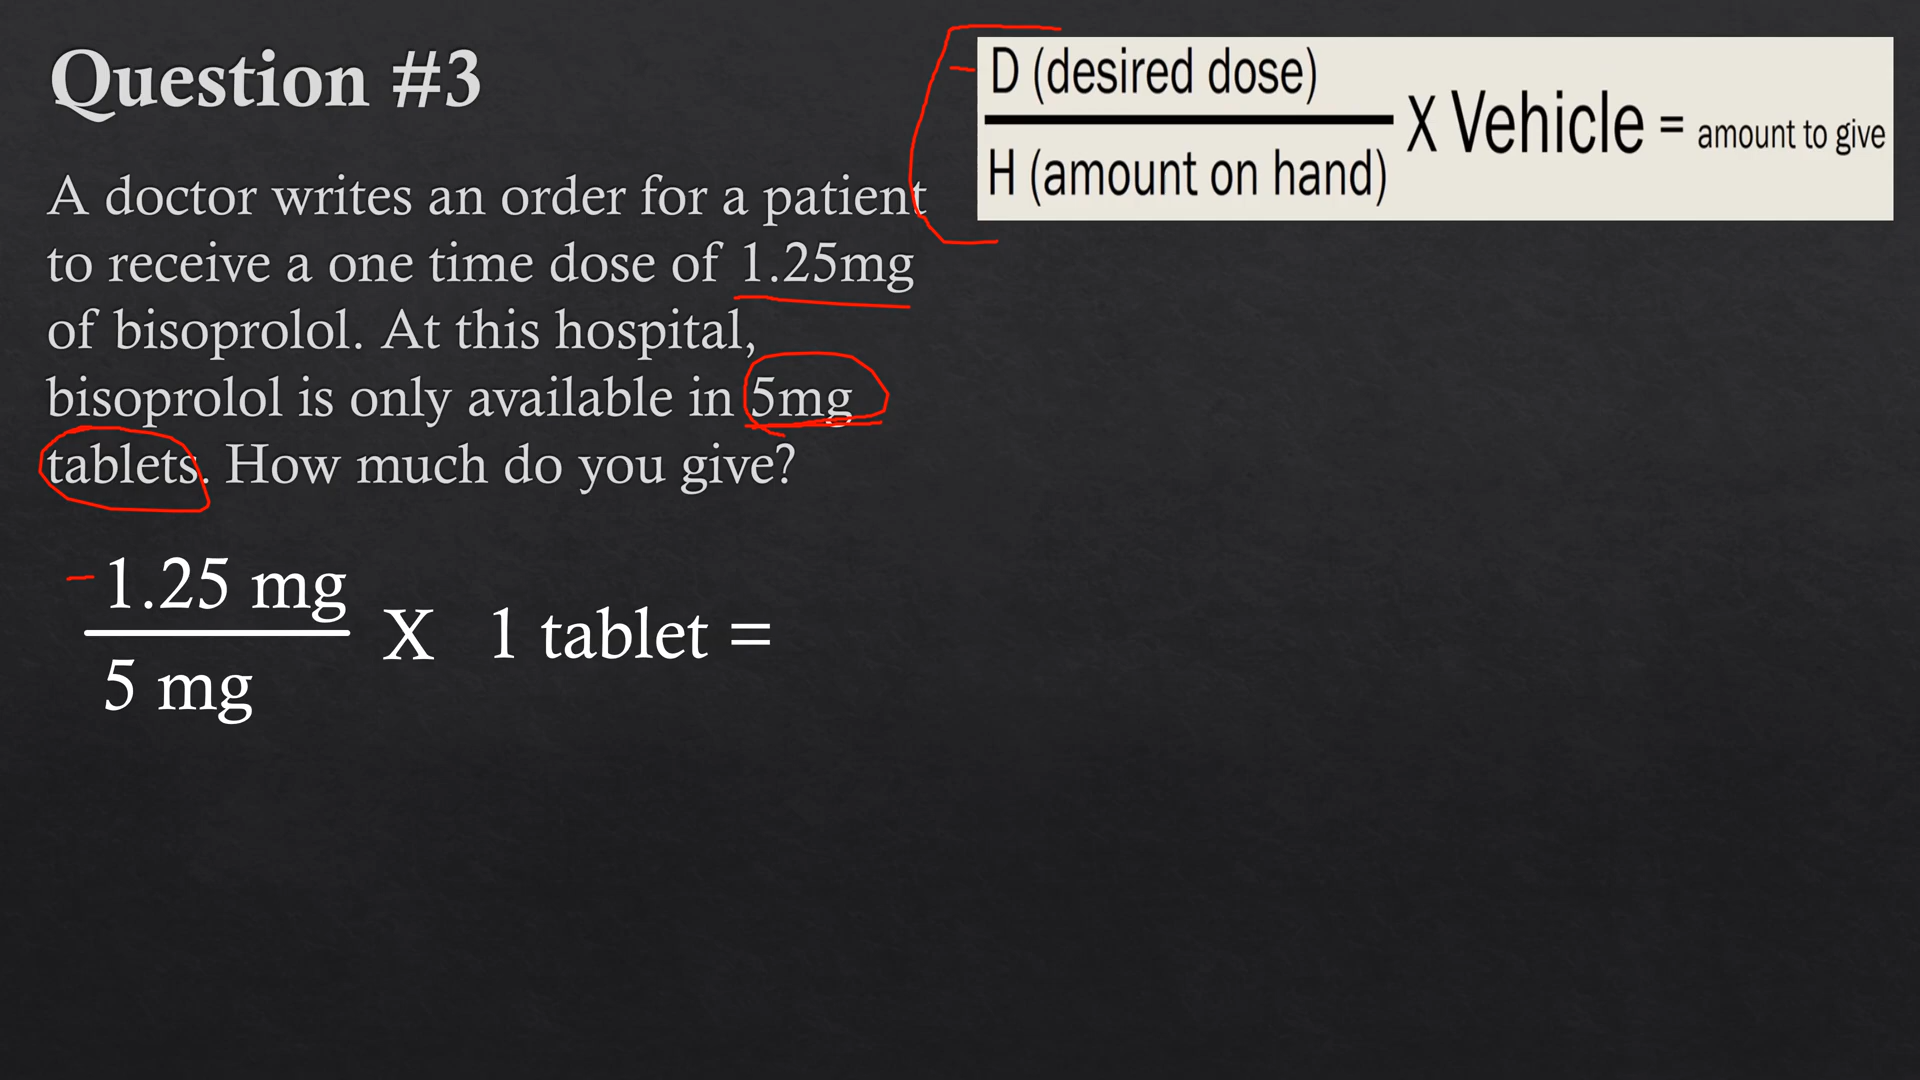 Question #3
D (desired dose)
H (amount on hand)
X Vehicle = amount to give
A doctor writes an order for a patient
to receive a one time dose of 1.25mg
of bisoprolol. At this hospital,
bisoprolol is only available in 5mg
tablets. How much do you give?
1.25 mg
5 mg
X 1 tablet =